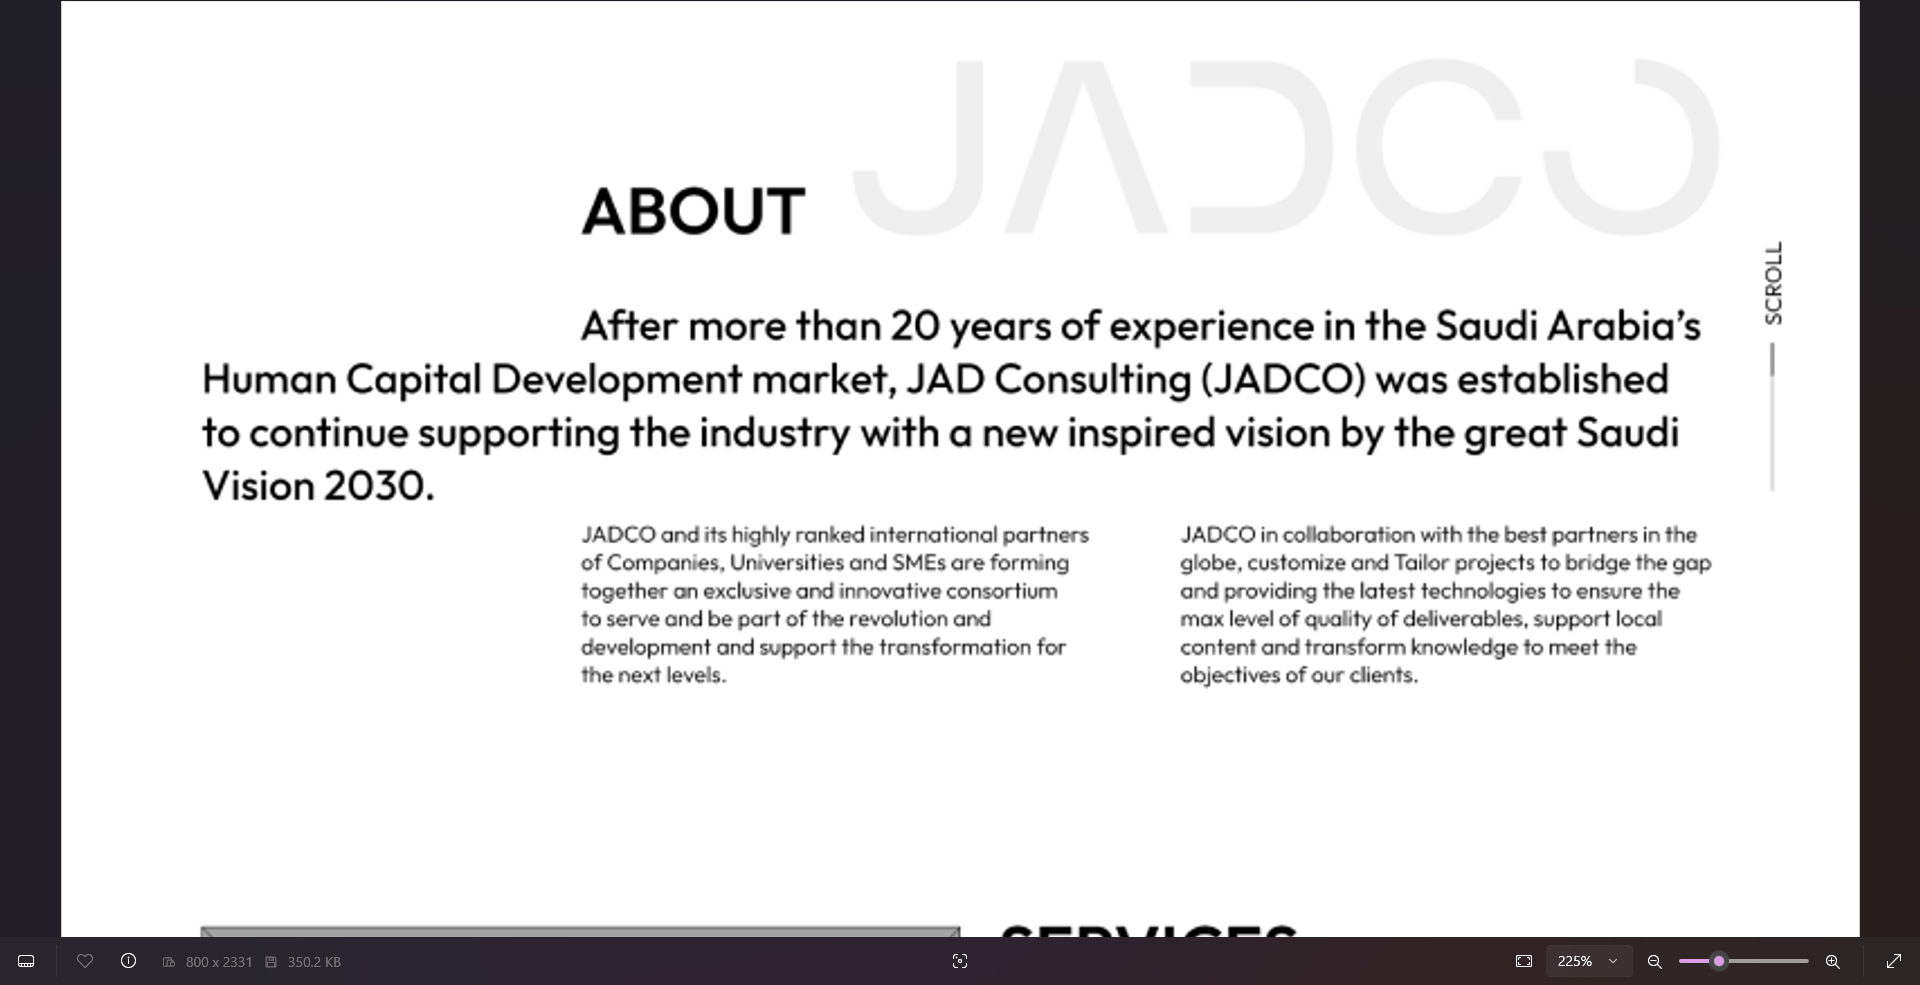 JADCO
ABOUT
SCROLL
After more than 20 years of experience in the Saudi Arabia’s
Human Capital Development market, JAD Consulting (JADCO) was established
to continue supporting the industry with a new inspired vision by the great Saudi
Vision 2030.
JADCO and its highly ranked international partners
of Companies, Universities and SMEs are forming
together an exclusive and innovative consortium
to serve and be part of the revolution and
development and support the transformation for
the next levels.
JADCO in collaboration with the best partners in the
globe, customize and Tailor projects to bridge the gap
and providing the latest technologies to ensure the
max level of quality of deliverables, support local
content and transform knowledge to meet the
objectives of our clients.
SERVICES
800 x 2331
350.2 KB
225%